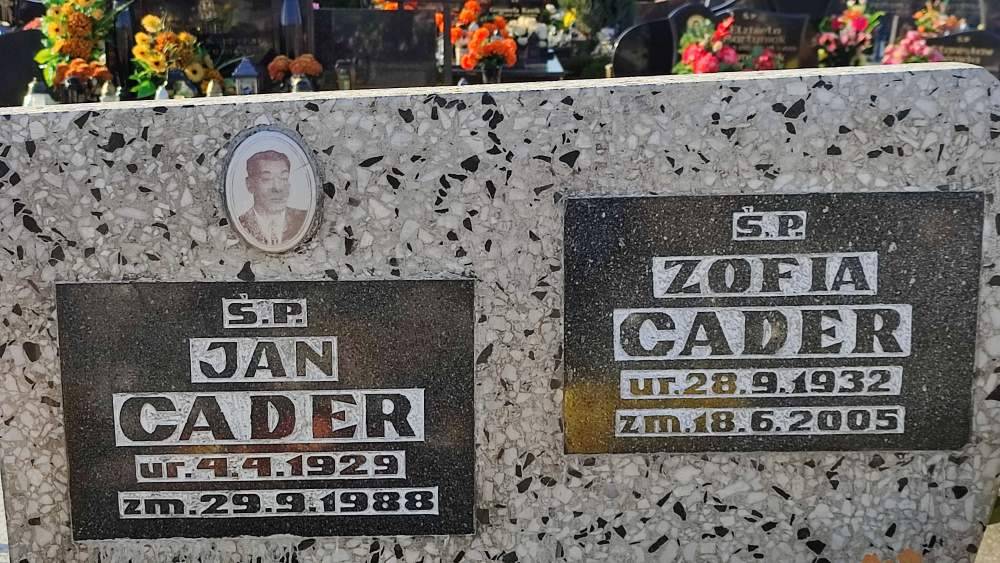 Ś.P.
JAN
CADER
ur.4.4.1929
zm.29.9.1988
Ś.P.
ZOFIA
CADER
ur.28.9.1932
zm.18.6.2005
Elżbieta